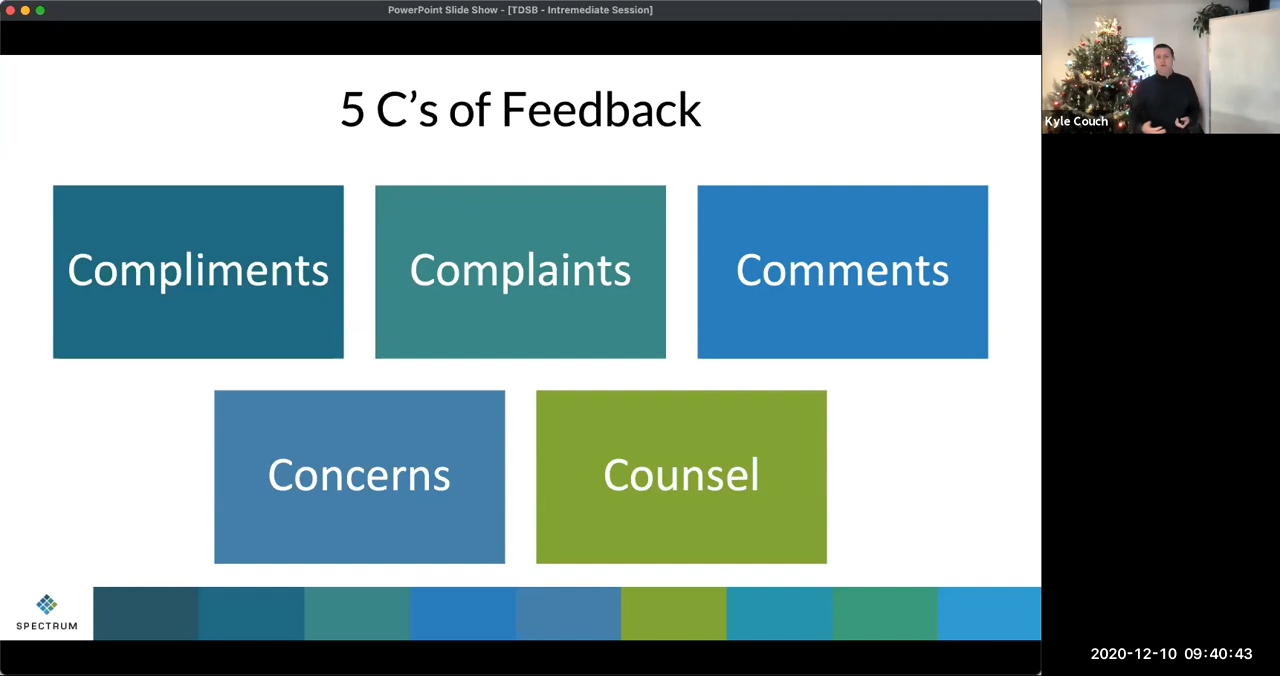 PowerPoint Slide Show - [TDSB - Intremediate Session]
5 C's of Feedback
Compliments
Complaints
Comments
Concerns
Counsel
SPECTRUM
Kyle Couch
2020-12-10 09:40:43